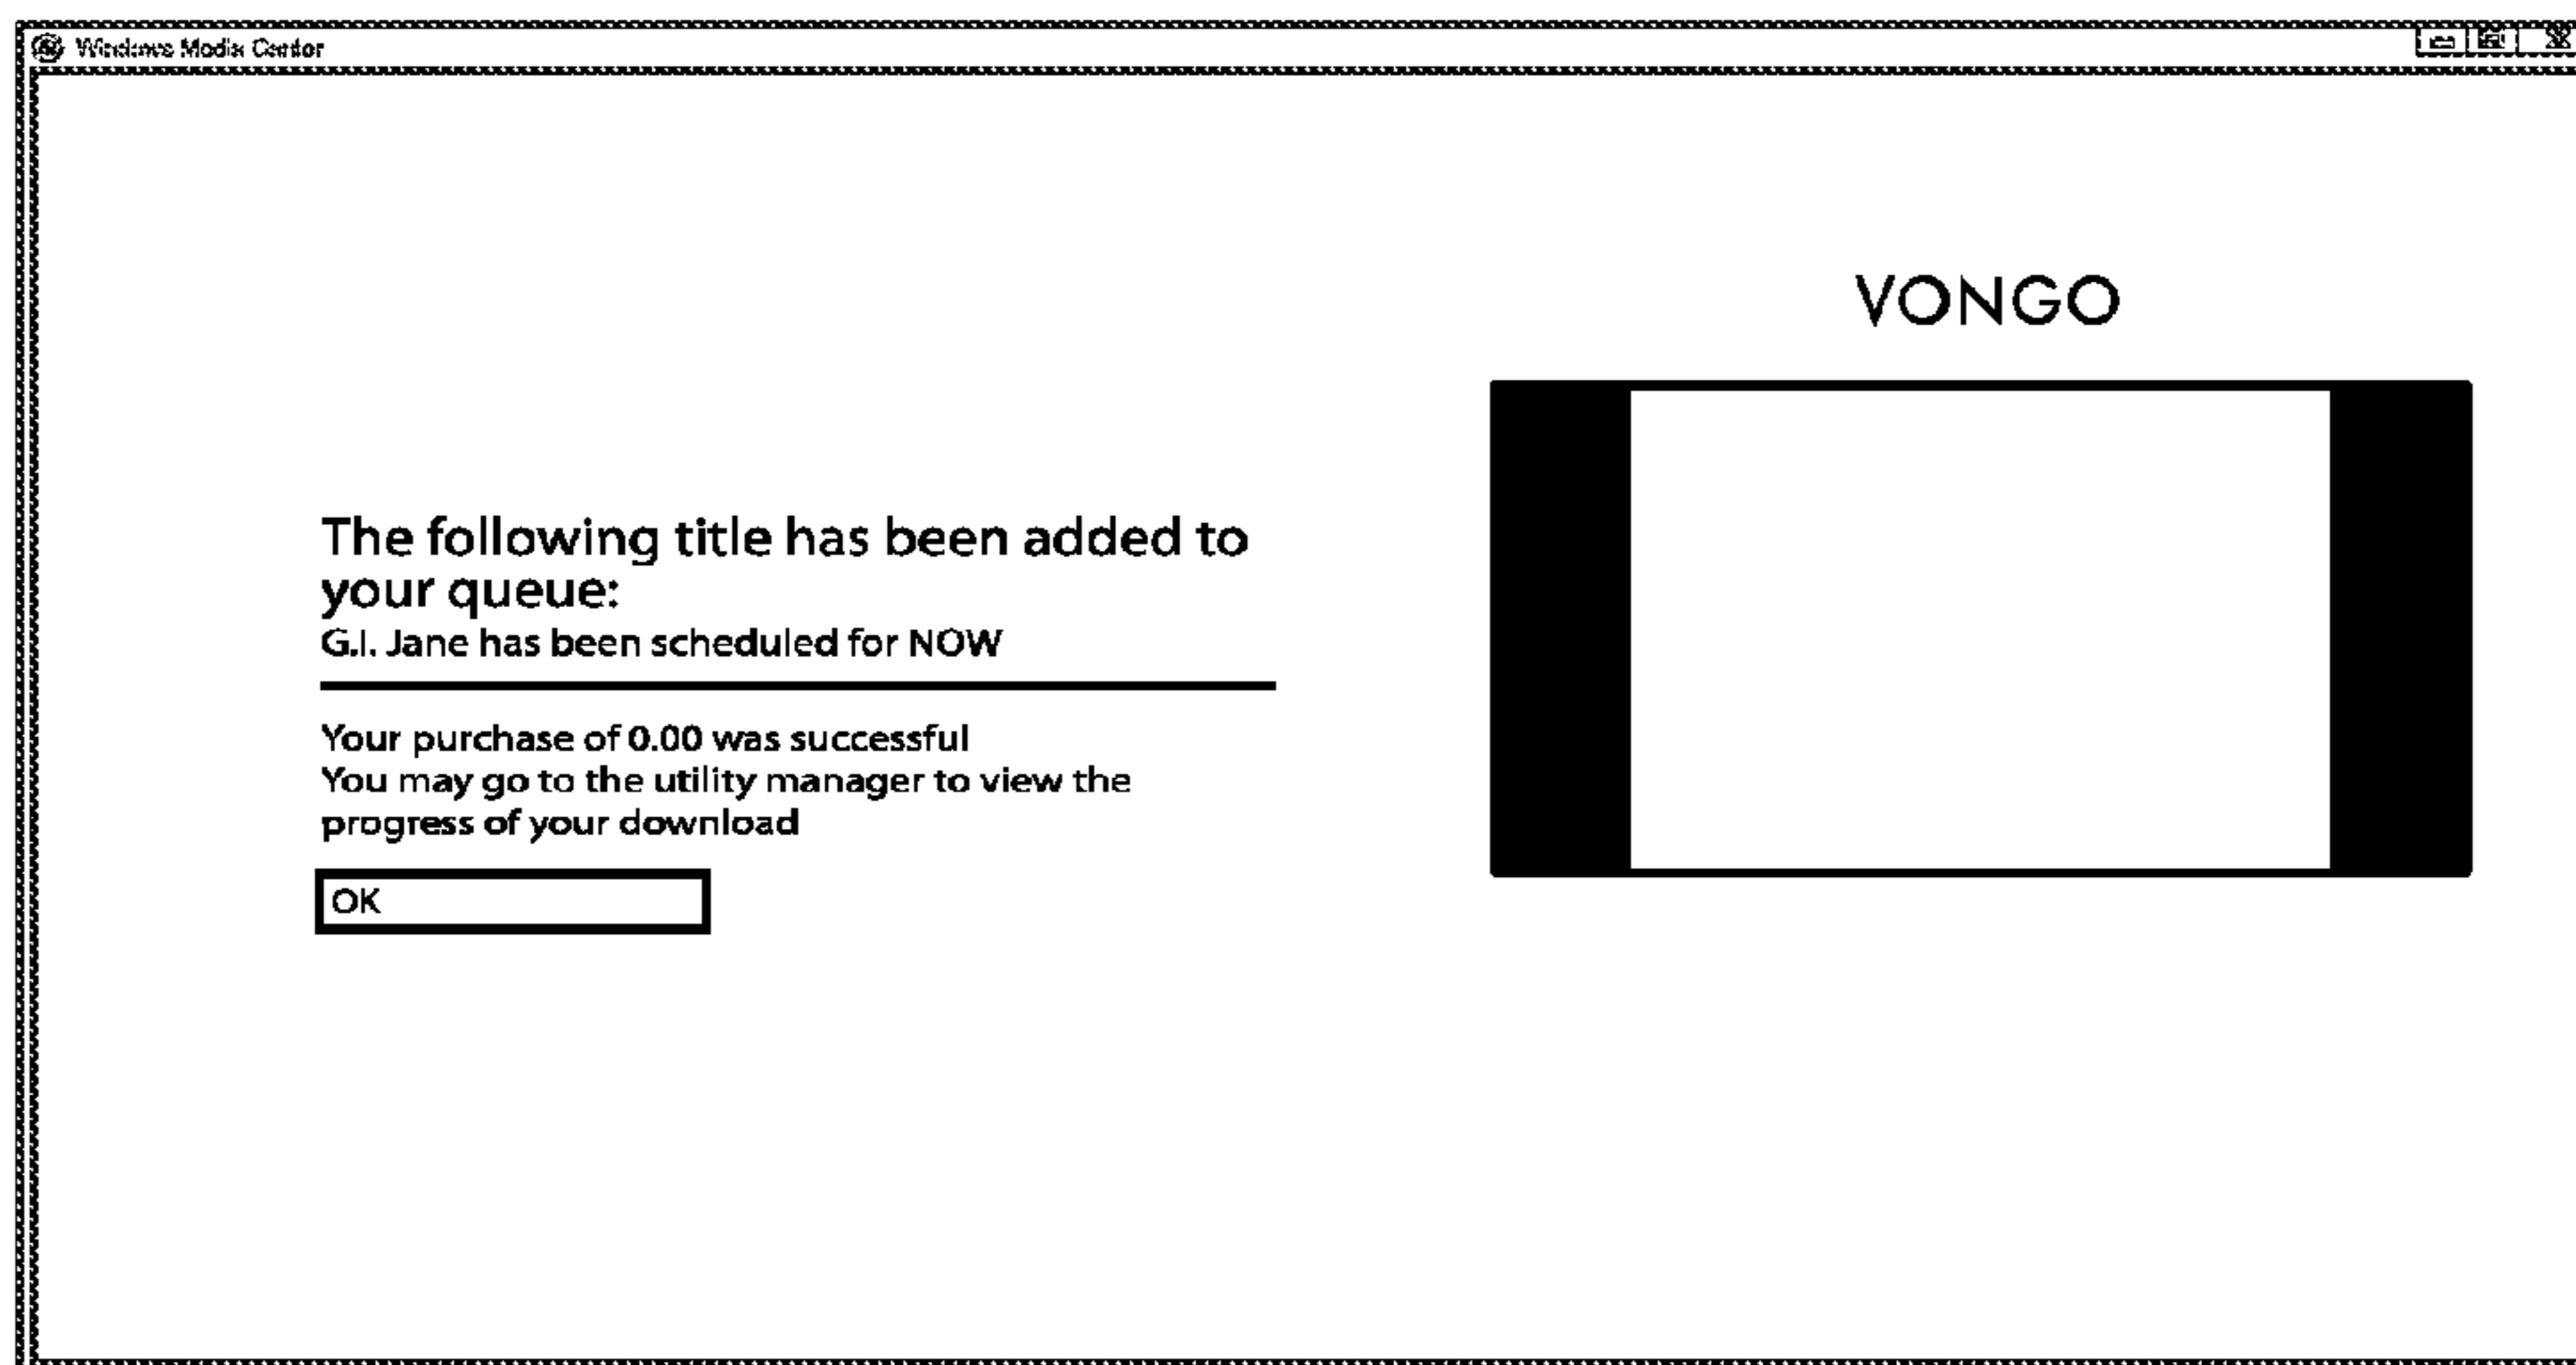 Windows Media Center
VONGO
The following title has been added to
your queue:
G.I. Jane has been scheduled for NOW
Your purchase of 0.00 was successful
You may go to the utility manager to view the
progress of your download
OK